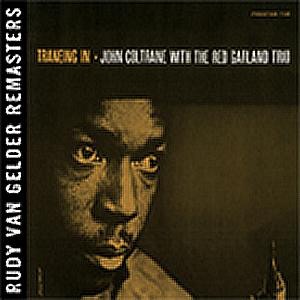 TRANEING IN • JOHN COLTRANE WITH THE RED GARLAND TRIO
RUDY VAN GELDER REMASTERS